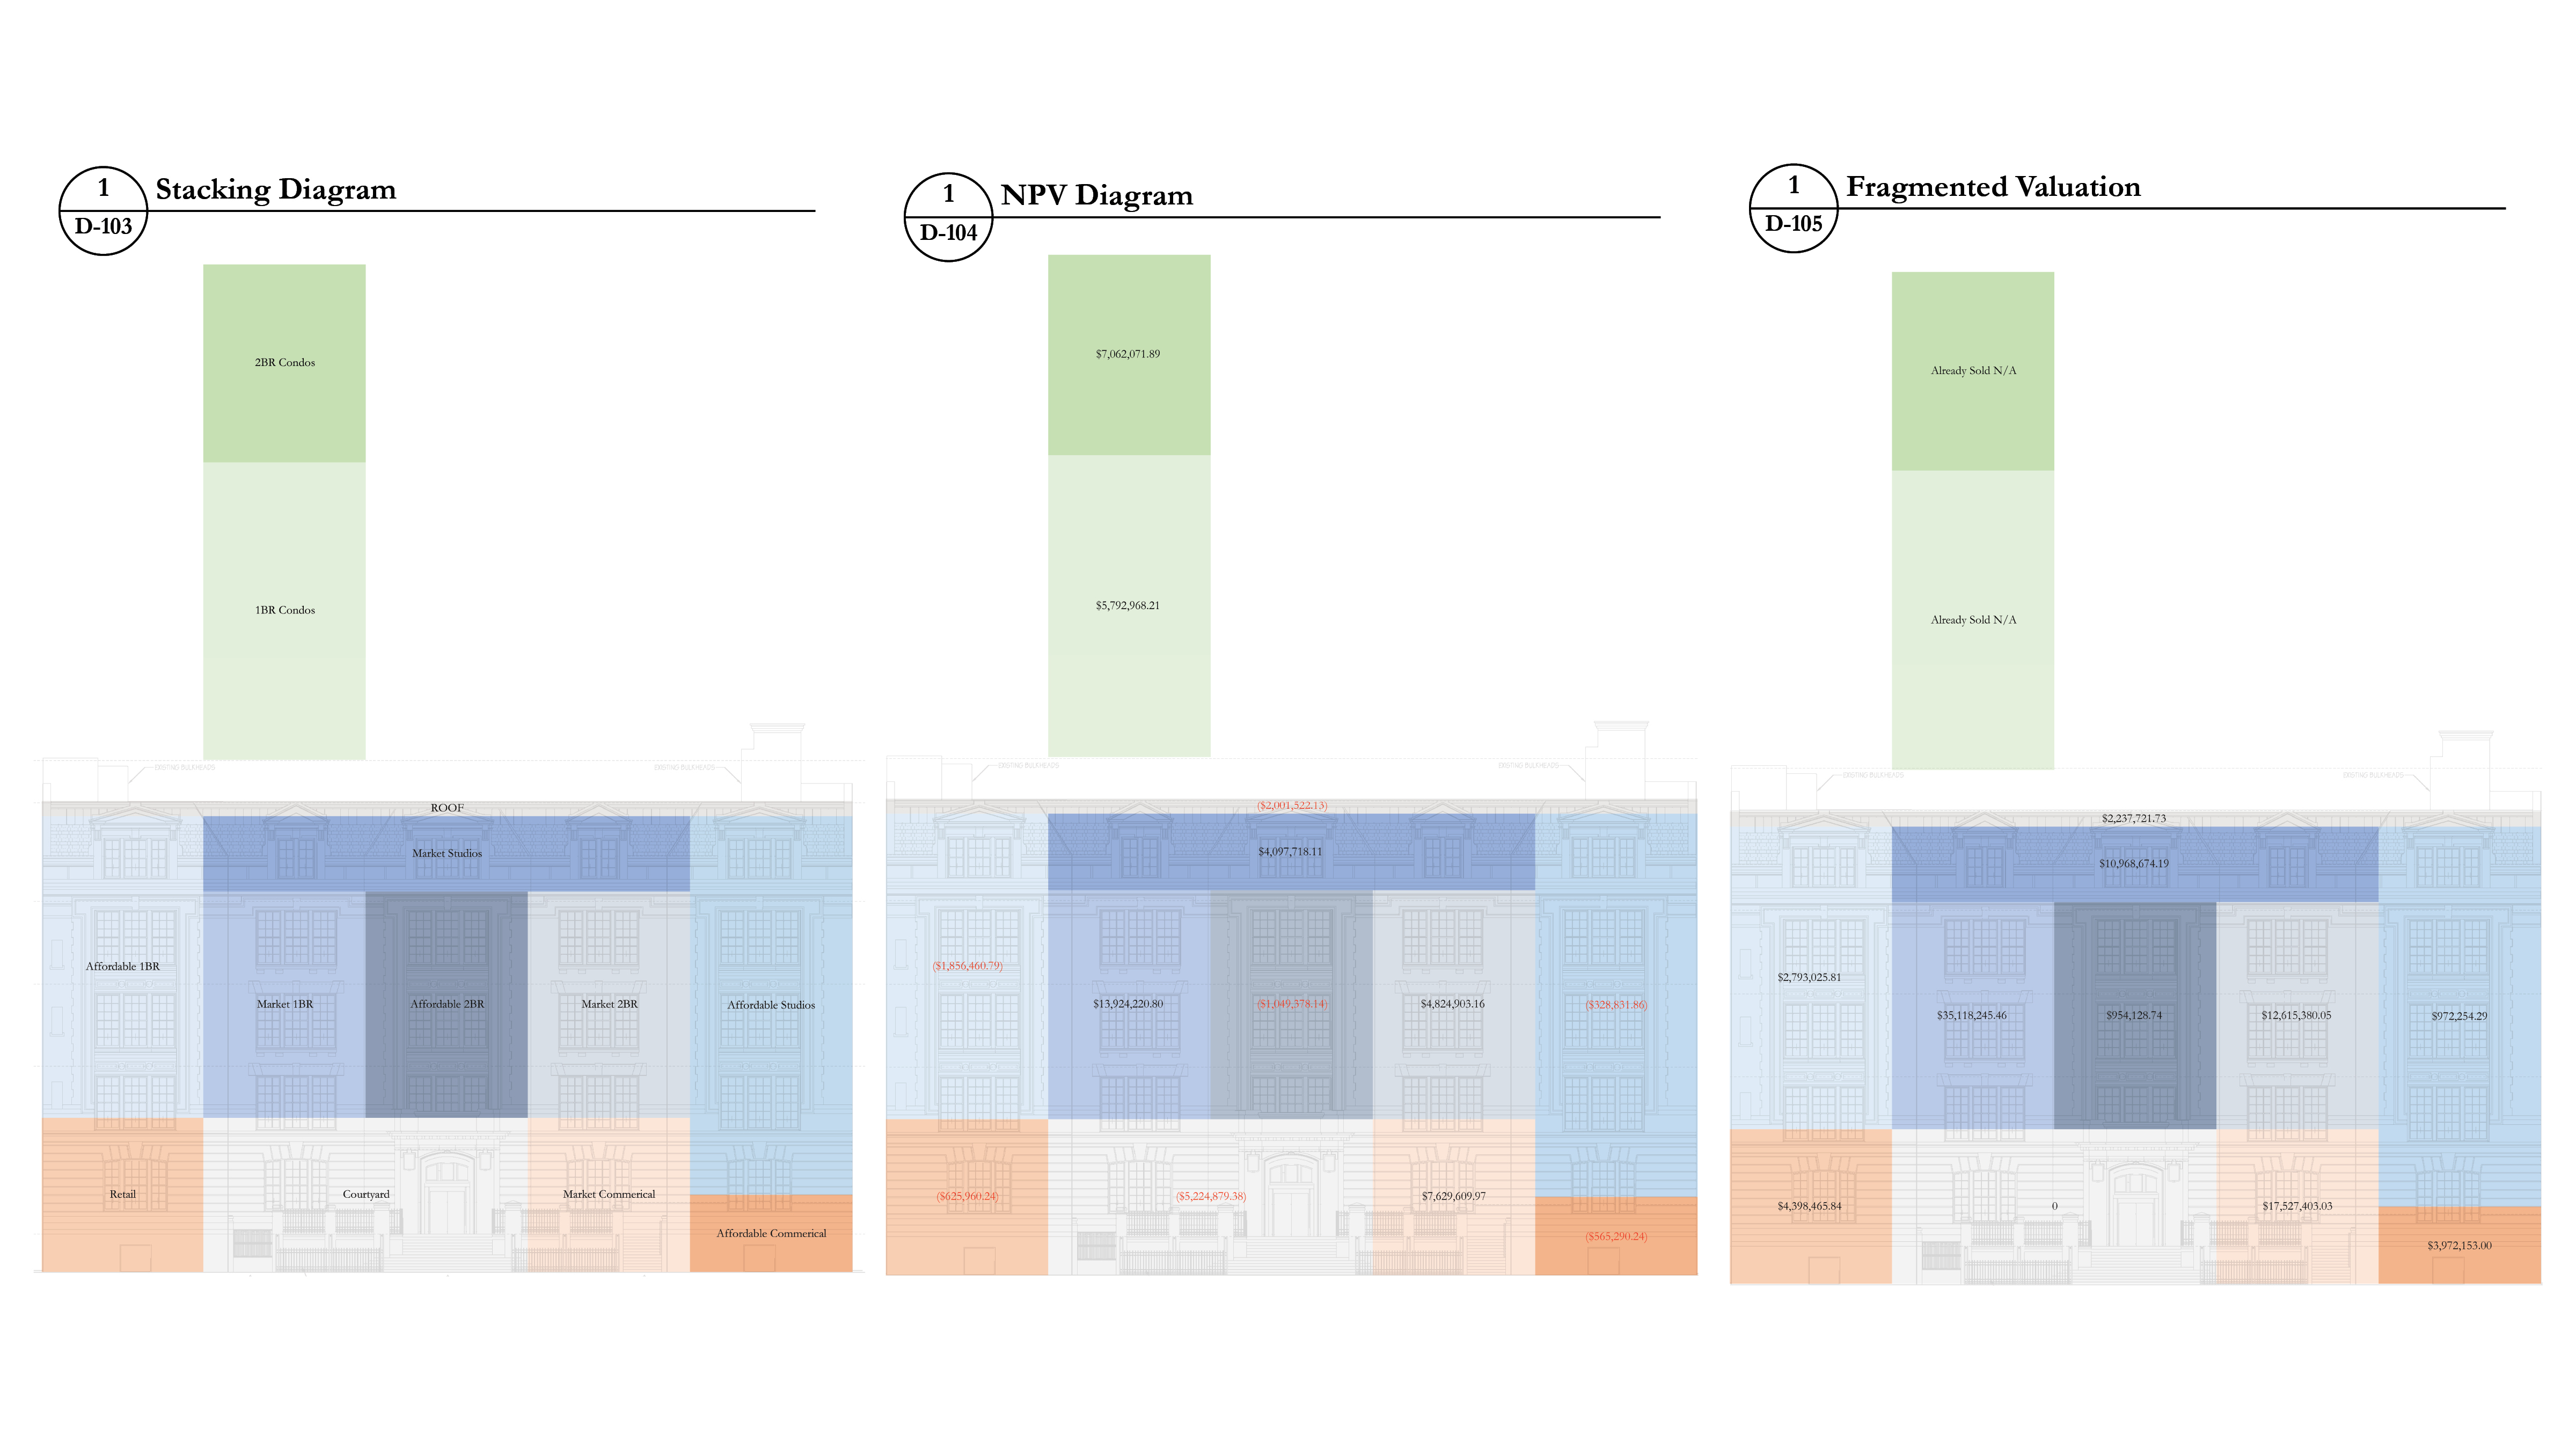 1
D-103
Stacking Diagram
2BR Condos
1BR Condos
EXISTING BULKHEADS
EXISTING BULKHEADS
ROOF
Market Studios
Affordable 1BR
Market 1BR
Affordable 2BR
Market 2BR
Affordable Studios
Retail
Courtyard
Market Commerical
Affordable Commerical
1
D-104
NPV Diagram
$7,062,071.89
$5,792,968.21
EXISTING BULKHEADS
EXISTING BULKHEADS
($2,001,522.13)
$4,097,718.11
($1,856,460.79)
$13,924,220.80
($1,049,378.14)
$4,824,903.16
($328,831.86)
($625,960.24)
($5,224,879.38)
$7,629,609.97
($565,290.24)
1
D-105
Fragmented Valuation
Already Sold N/A
Already Sold N/A
EXISTING BULKHEADS
EXISTING BULKHEADS
$2,237,721.73
$10,968,674.19
$2,793,025.81
$35,118,245.46
$954,128.74
$12,615,380.05
$972,254.29
$4,398,465.84
0
$17,527,403.03
$3,972,153.00